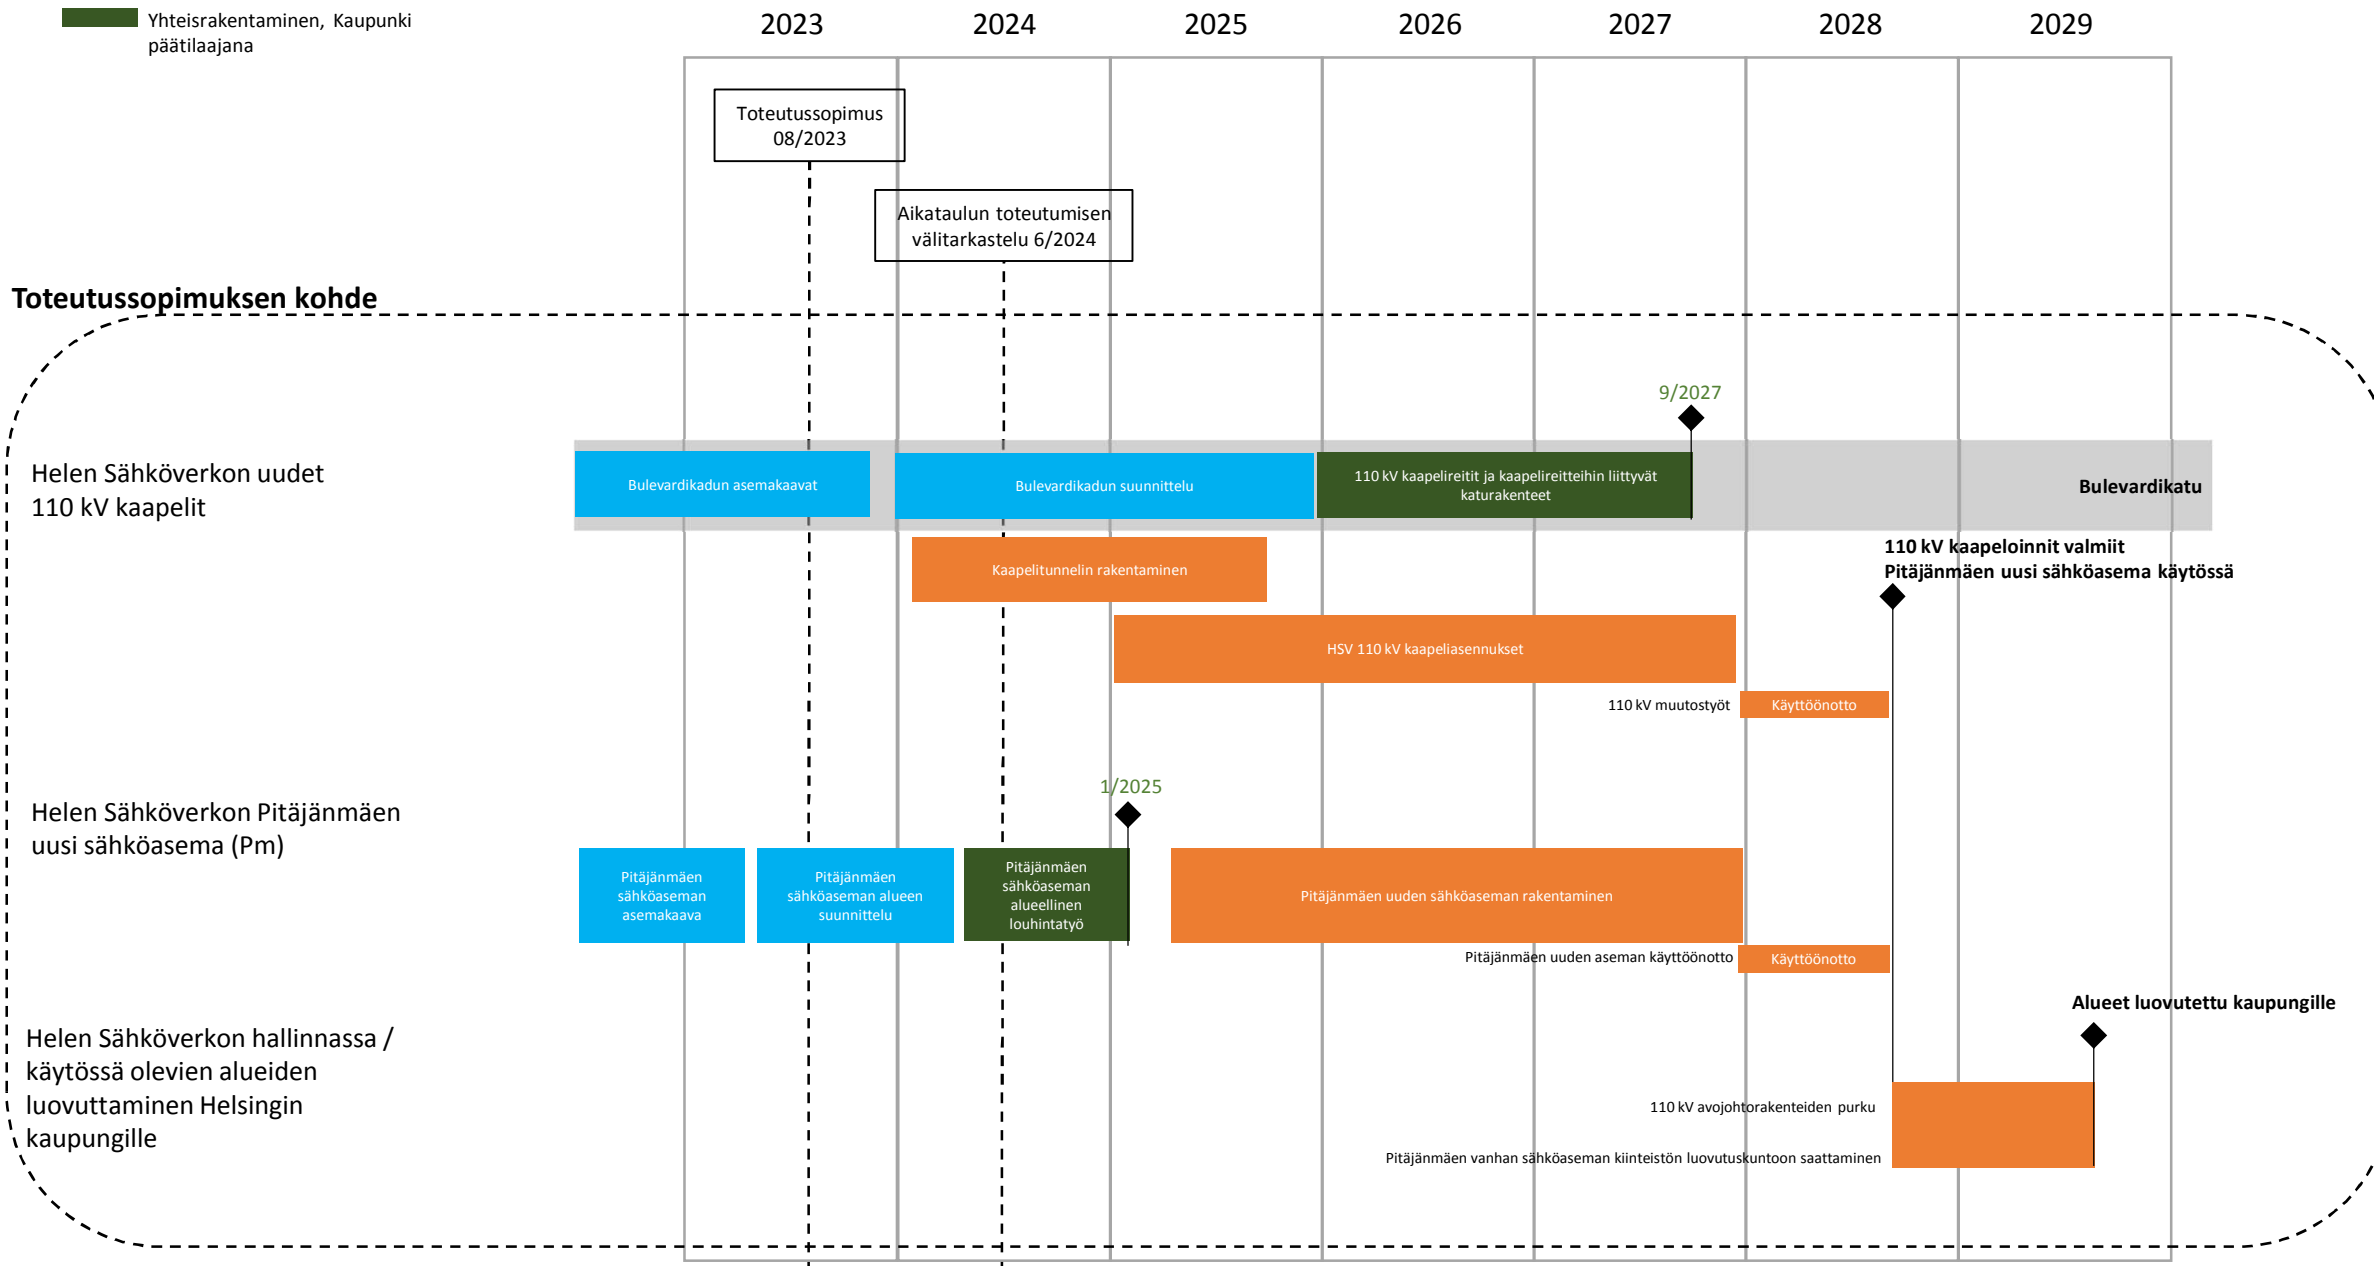 Yhteisrakentaminen, Kaupunki
päätilaajana
2023
2024
2025
2026
2027
2028
2029
Toteutussopimus
08/2023
Aikataulun toteutumisen
välitarkastelu 6/2024
Toteutussopimuksen kohde
9/2027
Helen Sähköverkon uudet
110 kV kaapelit
Bulevardikadun asemakaavat
Bulevardikadun suunnittelu
110 kV kaapelireitit ja kaapelireitteihin liittyvät
katurakenteet
Bulevardikatu
110 kV kaapeloinnit valmiit
Pitäjänmäen uusi sähköasema käytössä
Kaapelitunnelin rakentaminen
HSV 110 kV kaapeliasennukset
110 kV muutostyöt
Käyttöönotto
1/2025
Helen Sähköverkon Pitäjänmäen
uusi sähköasema (Pm)
Pitäjänmäen
sähköaseman
asemakaava
Pitäjänmäen
sähköaseman alueen
suunnittelu
Pitäjänmäen
sähköaseman
alueellinen
louhintatyö
Pitäjänmäen uuden sähköaseman rakentaminen
Pitäjänmäen uuden aseman käyttöönotto
Käyttöönotto
Alueet luovutettu kaupungille
Helen Sähköverkon hallinnassa /
käytössä olevien alueiden
luovuttaminen Helsingin
kaupungille
110 kV avojohtorakenteiden purku
Pitäjänmäen vanhan sähköaseman kiinteistön luovutuskuntoon saattaminen